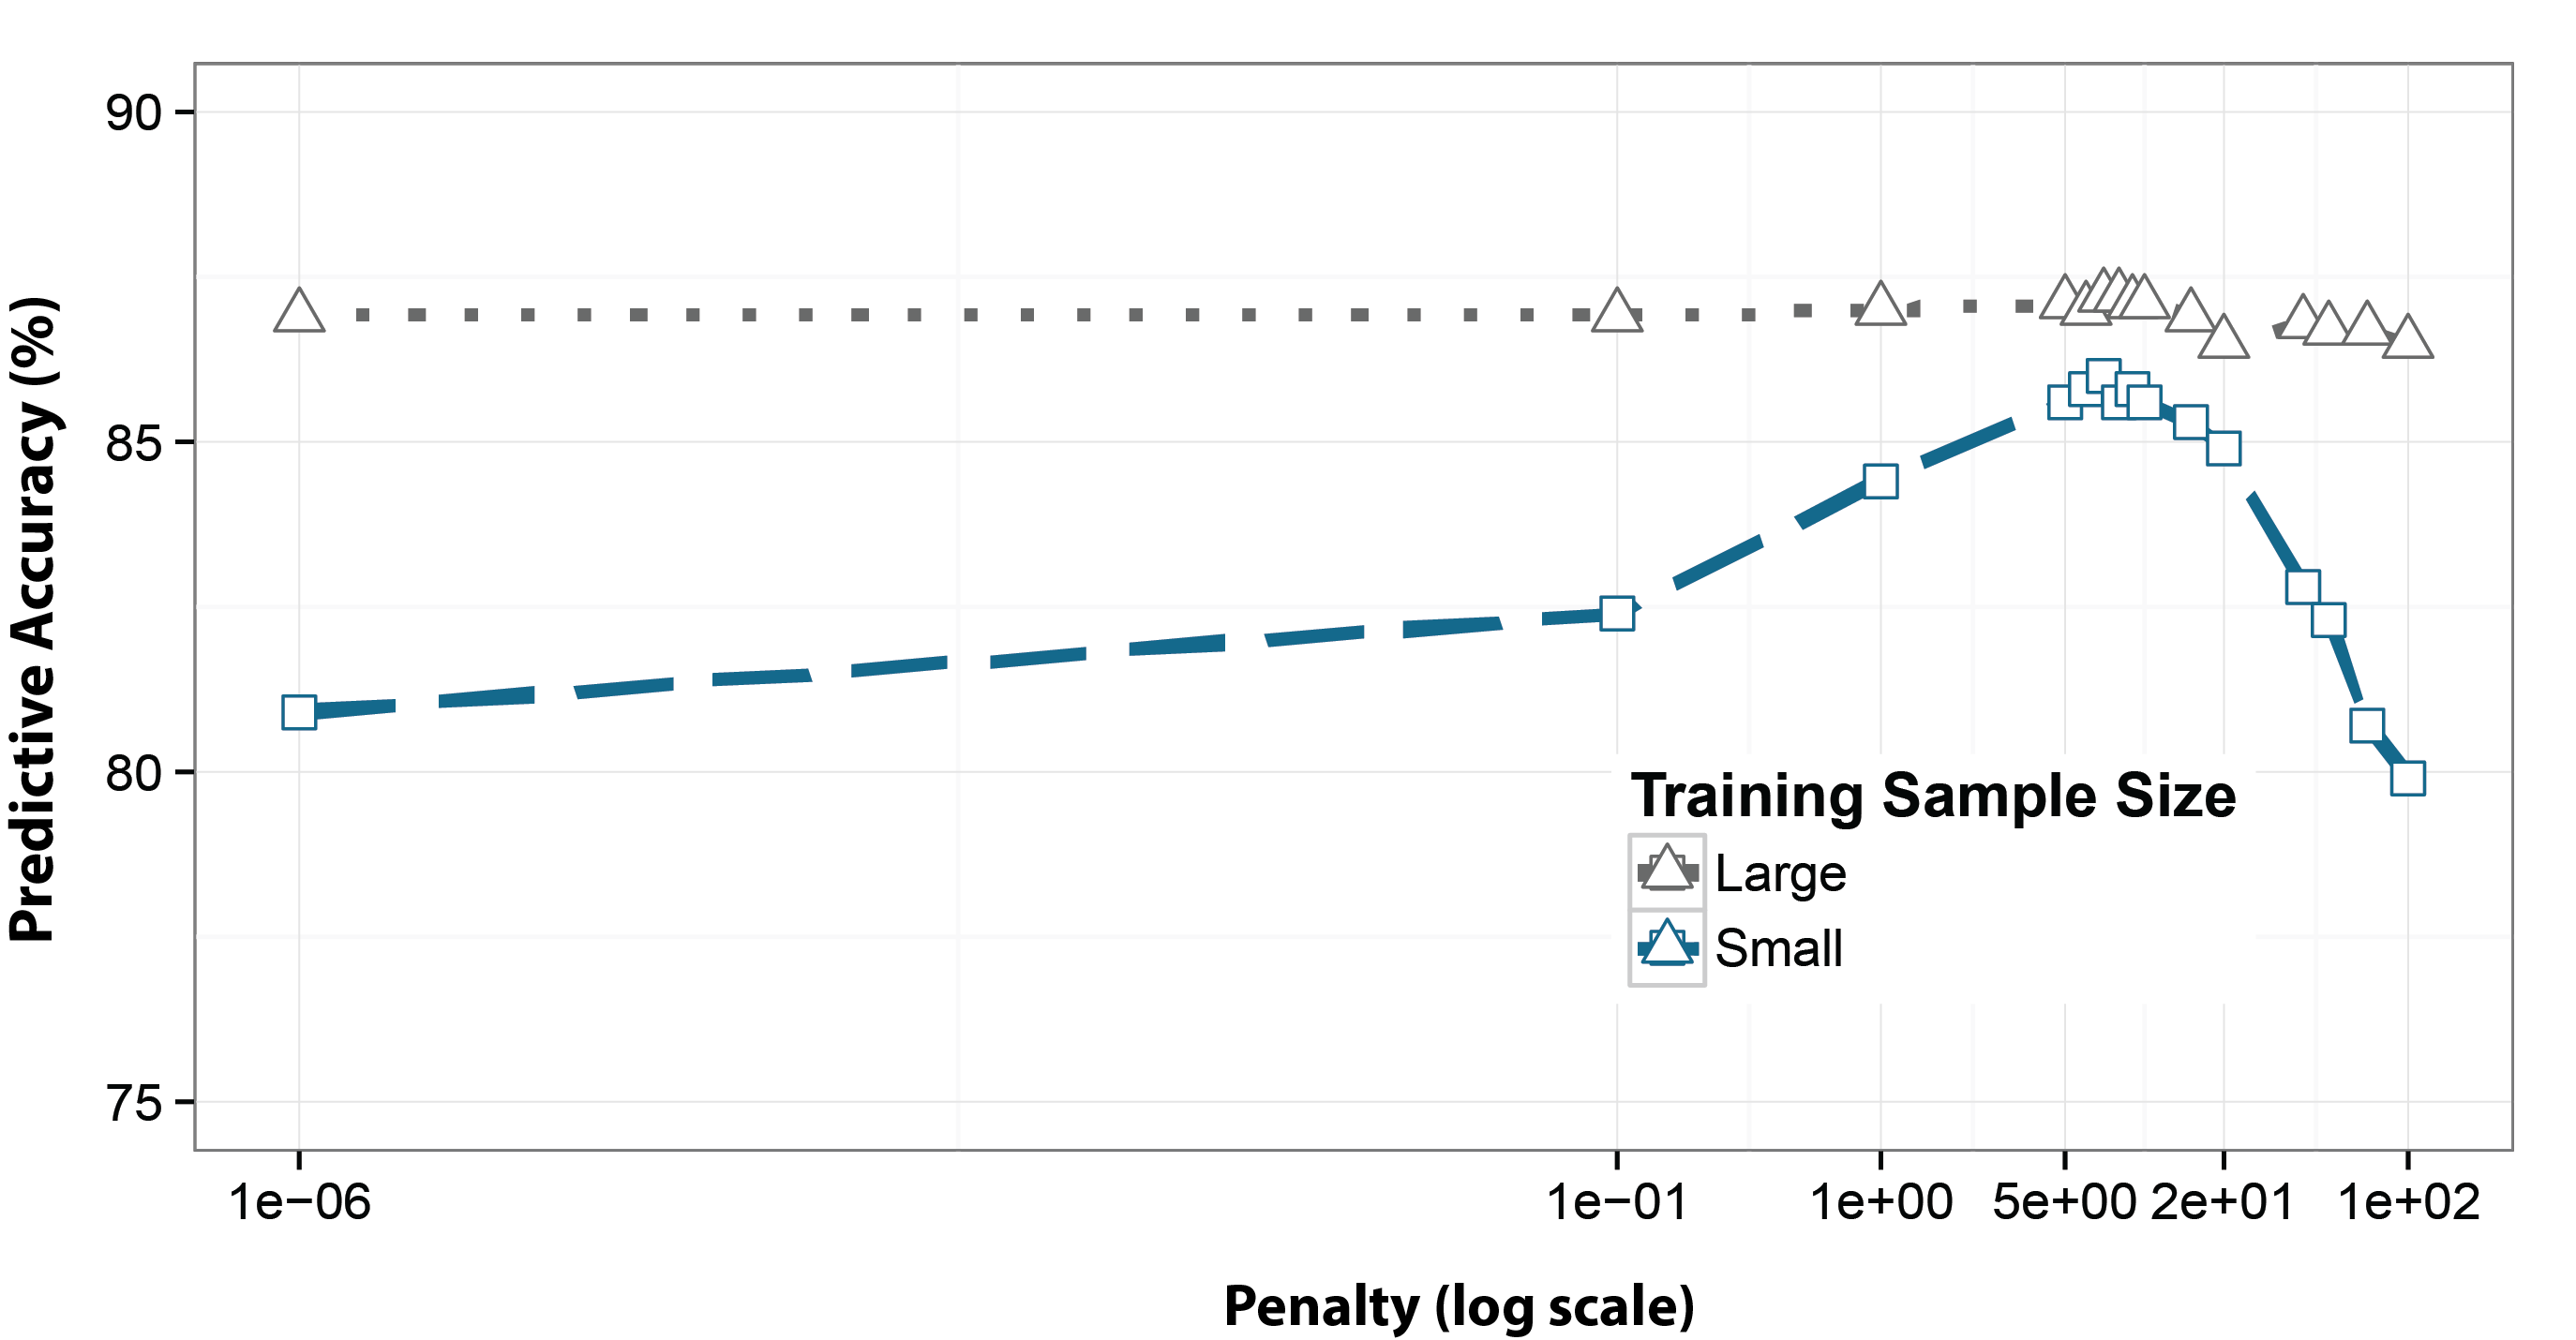 Predictive Accuracy (%)
90
85
80
75
Training Sample Size
Large
Small
1e−06 1e−01 1e+00 5e+00 2e+01 1e+02
Penalty (log scale)